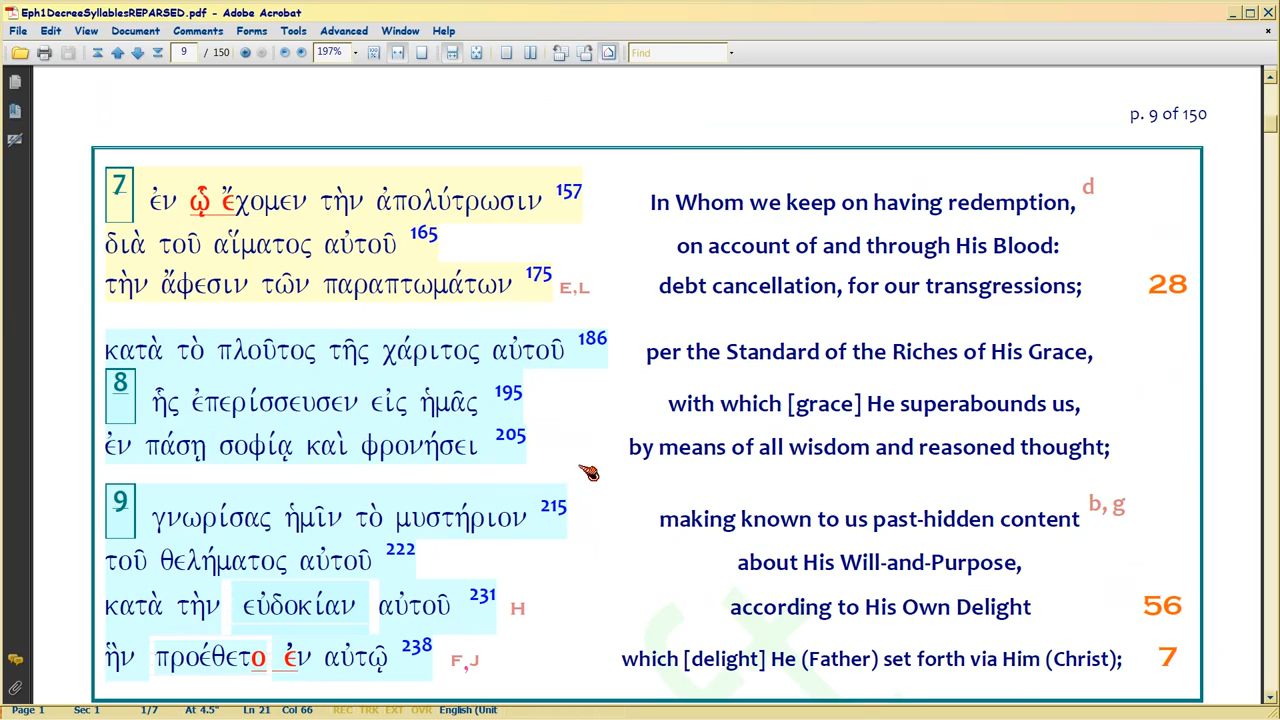 Eph1DecreeSyllablesREPARSED.pdf - Adobe Acrobat
File Edit View Document Comments Forms Tools Advanced Window Help
9 / 150 197% Find
p. 9 of 150
7 ἐν ᾧ ἔχομεν τὴν ἀπολύτρωσιν 157 In Whom we keep on having redemption, d
διὰ τοῦ αἵματος αὐτοῦ 165 on account of and through His Blood:
τὴν ἄφεσιν τῶν παραπτωμάτων 175 E,L debt cancellation, for our transgressions; 28
κατὰ τὸ πλοῦτος τῆς χάριτος αὐτοῦ 186 per the Standard of the Riches of His Grace,
8 ἧς ἐπερίσσευσεν εἰς ἡμᾶς 195 with which [grace] He superabounds us,
ἐν πάσῃ σοφίᾳ καὶ φρονήσει 205 by means of all wisdom and reasoned thought;
9 γνωρίσας ἡμῖν τὸ μυστήριον 215 making known to us past-hidden content b, g
τοῦ θελήματος αὐτοῦ 222 about His Will-and-Purpose,
κατὰ τὴν εὐδοκίαν αὐτοῦ 231 H according to His Own Delight 56
ἣν προέθετο ἐν αὐτῷ 238 F,J which [delight] He (Father) set forth via Him (Christ); 7
Page 1 Sec 1 1/7 At 4.5" Ln 21 Col 66 REC TRK EXT OVR English (Unit